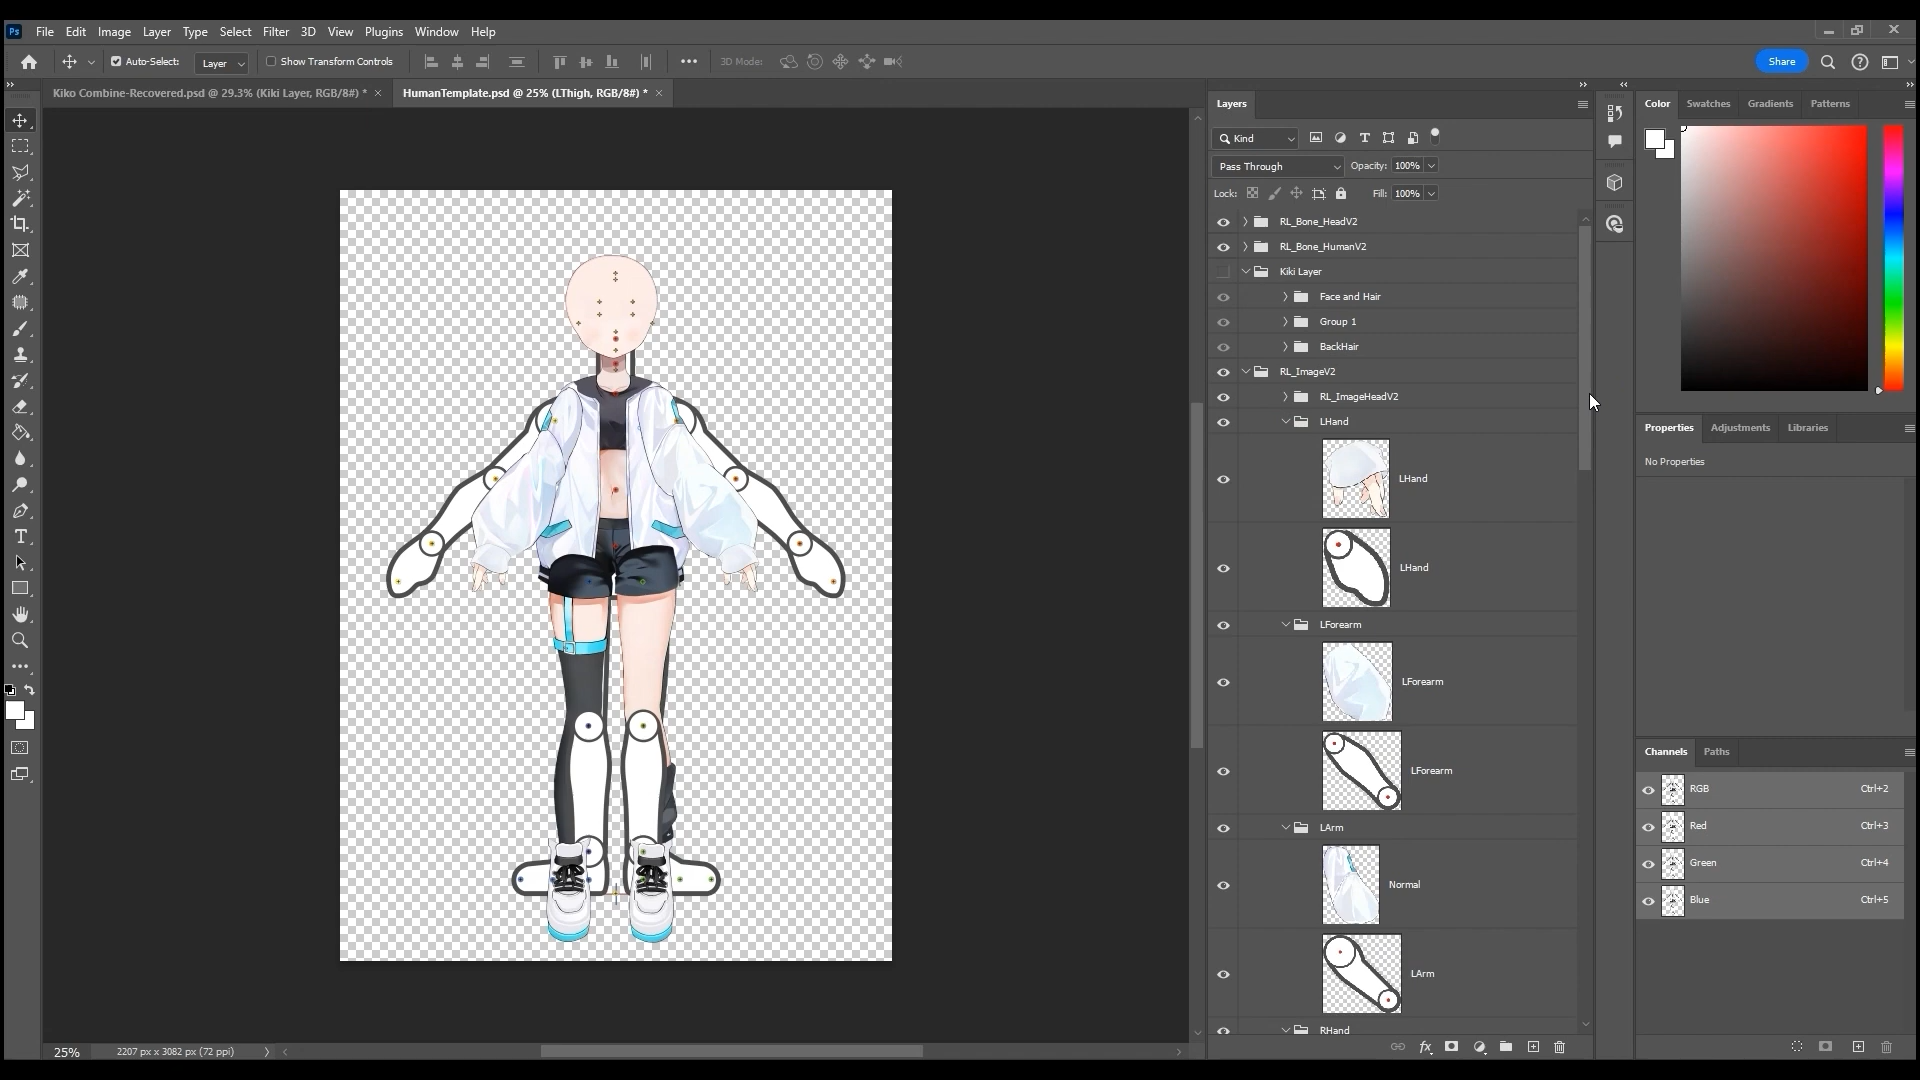 Ps File Edit Image Layer Type Select Filter 3D View Plugins Window Help
Auto-Select: Layer Show Transform Controls 3D Mode: Share
Kiko Combine-Recovered.psd @ 29.3% (Kiki Layer, RGB/8#) * × HumanTemplate.psd @ 25% (LThigh, RGB/8#) * ×
Layers
Kind
Pass Through Opacity: 100%
Lock: Fill: 100%
RL_Bone_HeadV2
RL_Bone_HumanV2
Kiki Layer
Face and Hair
Group 1
BackHair
RL_ImageV2
RL_ImageHeadV2
LHand
LHand
LHand
LForearm
LForearm
LForearm
LArm
Normal
LArm
RHand
fx
Color Swatches Gradients Patterns
Properties Adjustments Libraries
No Properties
Channels Paths
RGB Ctrl+2
Red Ctrl+3
Green Ctrl+4
Blue Ctrl+5
25% 2207 px x 3082 px (72 ppi)